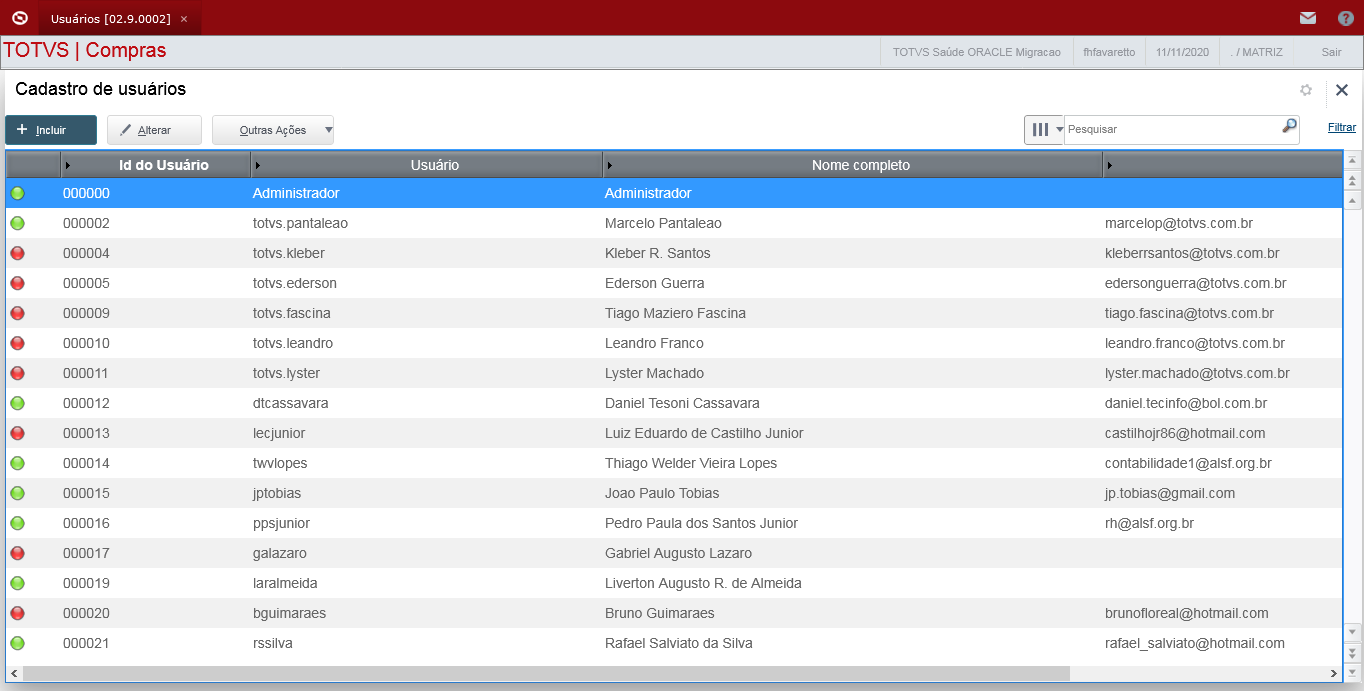 Usuários [02.9.0002] ×
TOTVS | Compras
TOTVS Saúde ORACLE Migracao fhfavaretto 11/11/2020 . / MATRIZ Sair
Cadastro de usuários
+ Incluir Alterar Outras Ações Pesquisar Filtrar
Id do Usuário Usuário Nome completo
000000 Administrador Administrador
000002 totvs.pantaleao Marcelo Pantaleao marcelop@totvs.com.br
000004 totvs.kleber Kleber R. Santos kleberrsantos@totvs.com.br
000005 totvs.ederson Ederson Guerra edersonguerra@totvs.com.br
000009 totvs.fascina Tiago Maziero Fascina tiago.fascina@totvs.com.br
000010 totvs.leandro Leandro Franco leandro.franco@totvs.com.br
000011 totvs.lyster Lyster Machado lyster.machado@totvs.com.br
000012 dtcassavara Daniel Tesoni Cassavara daniel.tecinfo@bol.com.br
000013 lecjunior Luiz Eduardo de Castilho Junior castilhojr86@hotmail.com
000014 twvlopes Thiago Welder Vieira Lopes contabilidade1@alsf.org.br
000015 jptobias Joao Paulo Tobias jp.tobias@gmail.com
000016 ppsjunior Pedro Paula dos Santos Junior rh@alsf.org.br
000017 galazaro Gabriel Augusto Lazaro
000019 laralmeida Liverton Augusto R. de Almeida
000020 bguimaraes Bruno Guimaraes brunofloreal@hotmail.com
000021 rssilva Rafael Salviato da Silva rafael_salviato@hotmail.com